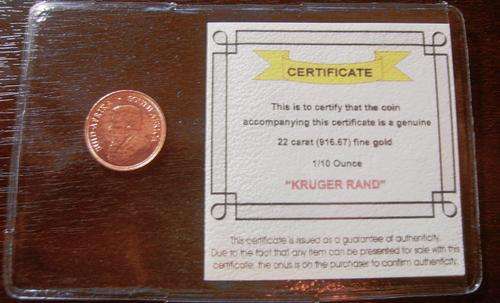 SUID-AFRIKA · SOUTH AFRICA
CERTIFICATE
This is to certify that the coin
accompanying this certificate is a genuine
22 carat (916.67) fine gold
1/10 Ounce
"KRUGER RAND"
This certificate is issued as a guarantee of authenticity.
Due to the fact that any item can be presented for sale with this
certificate, the onus is on the purchaser to confirm authenticity.